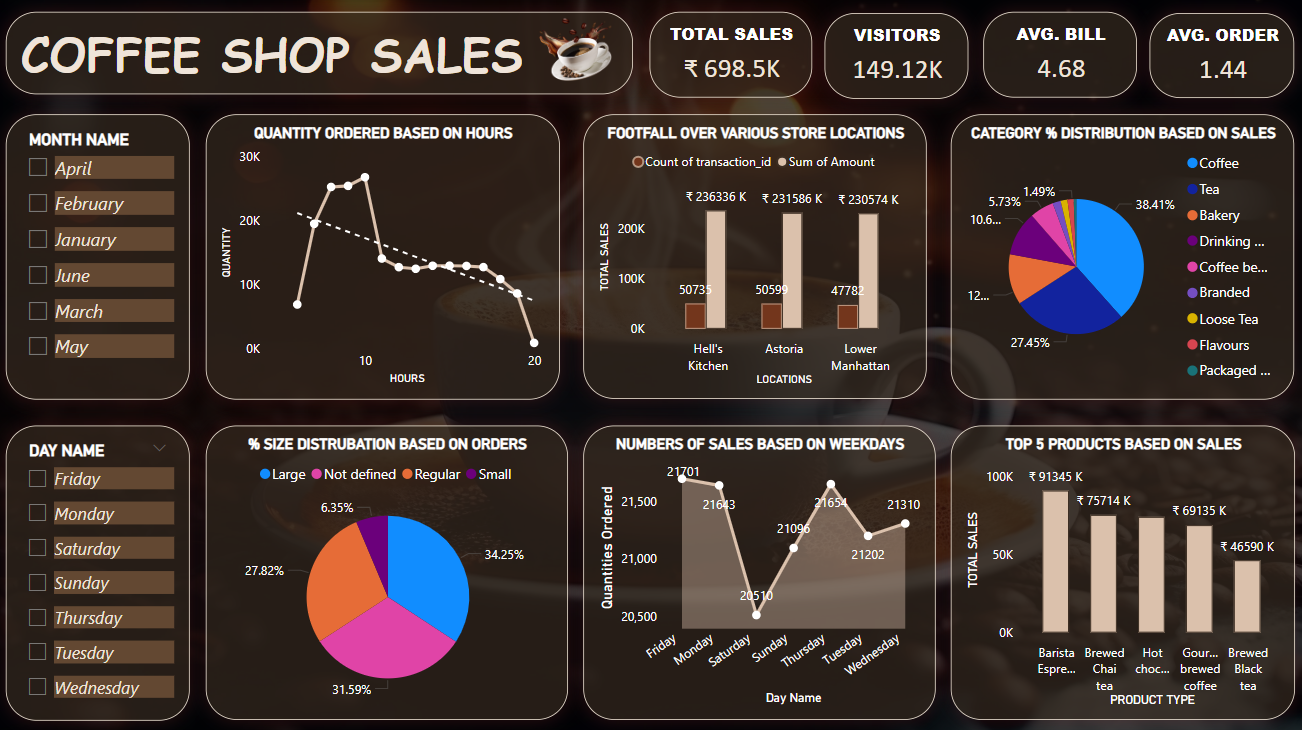 COFFEE SHOP SALES
TOTAL SALES
₹ 698.5K
VISITORS
149.12K
AVG. BILL
4.68
AVG. ORDER
1.44
MONTH NAME
April
February
January
June
March
May
QUANTITY ORDERED BASED ON HOURS
30K
20K
10K
0K
QUANTITY
10
20
HOURS
FOOTFALL OVER VARIOUS STORE LOCATIONS
Count of transaction_id
Sum of Amount
TOTAL SALES
200K
100K
0K
₹ 236336 K
₹ 231586 K
₹ 230574 K
50735
50599
47782
Hell's
Kitchen
Astoria
Lower
Manhattan
LOCATIONS
CATEGORY % DISTRIBUTION BASED ON SALES
1.49%
5.73%
10.6...
12...
27.45%
38.41%
Coffee
Tea
Bakery
Drinking ...
Coffee be...
Branded
Loose Tea
Flavours
Packaged ...
DAY NAME
Friday
Monday
Saturday
Sunday
Thursday
Tuesday
Wednesday
% SIZE DISTRUBATION BASED ON ORDERS
Large
Not defined
Regular
Small
6.35%
34.25%
27.82%
31.59%
NUMBERS OF SALES BASED ON WEEKDAYS
Quantities Ordered
21,500
21,000
20,500
21701
21643
20510
21096
21654
21202
21310
Friday
Monday
Saturday
Sunday
Thursday
Tuesday
Wednesday
Day Name
TOP 5 PRODUCTS BASED ON SALES
TOTAL SALES
100K
50K
0K
₹ 91345 K
₹ 75714 K
₹ 69135 K
₹ 46590 K
Barista
Espre...
Brewed
Chai
tea
Hot
choc...
Gour...
brewed
coffee
Brewed
Black
tea
PRODUCT TYPE